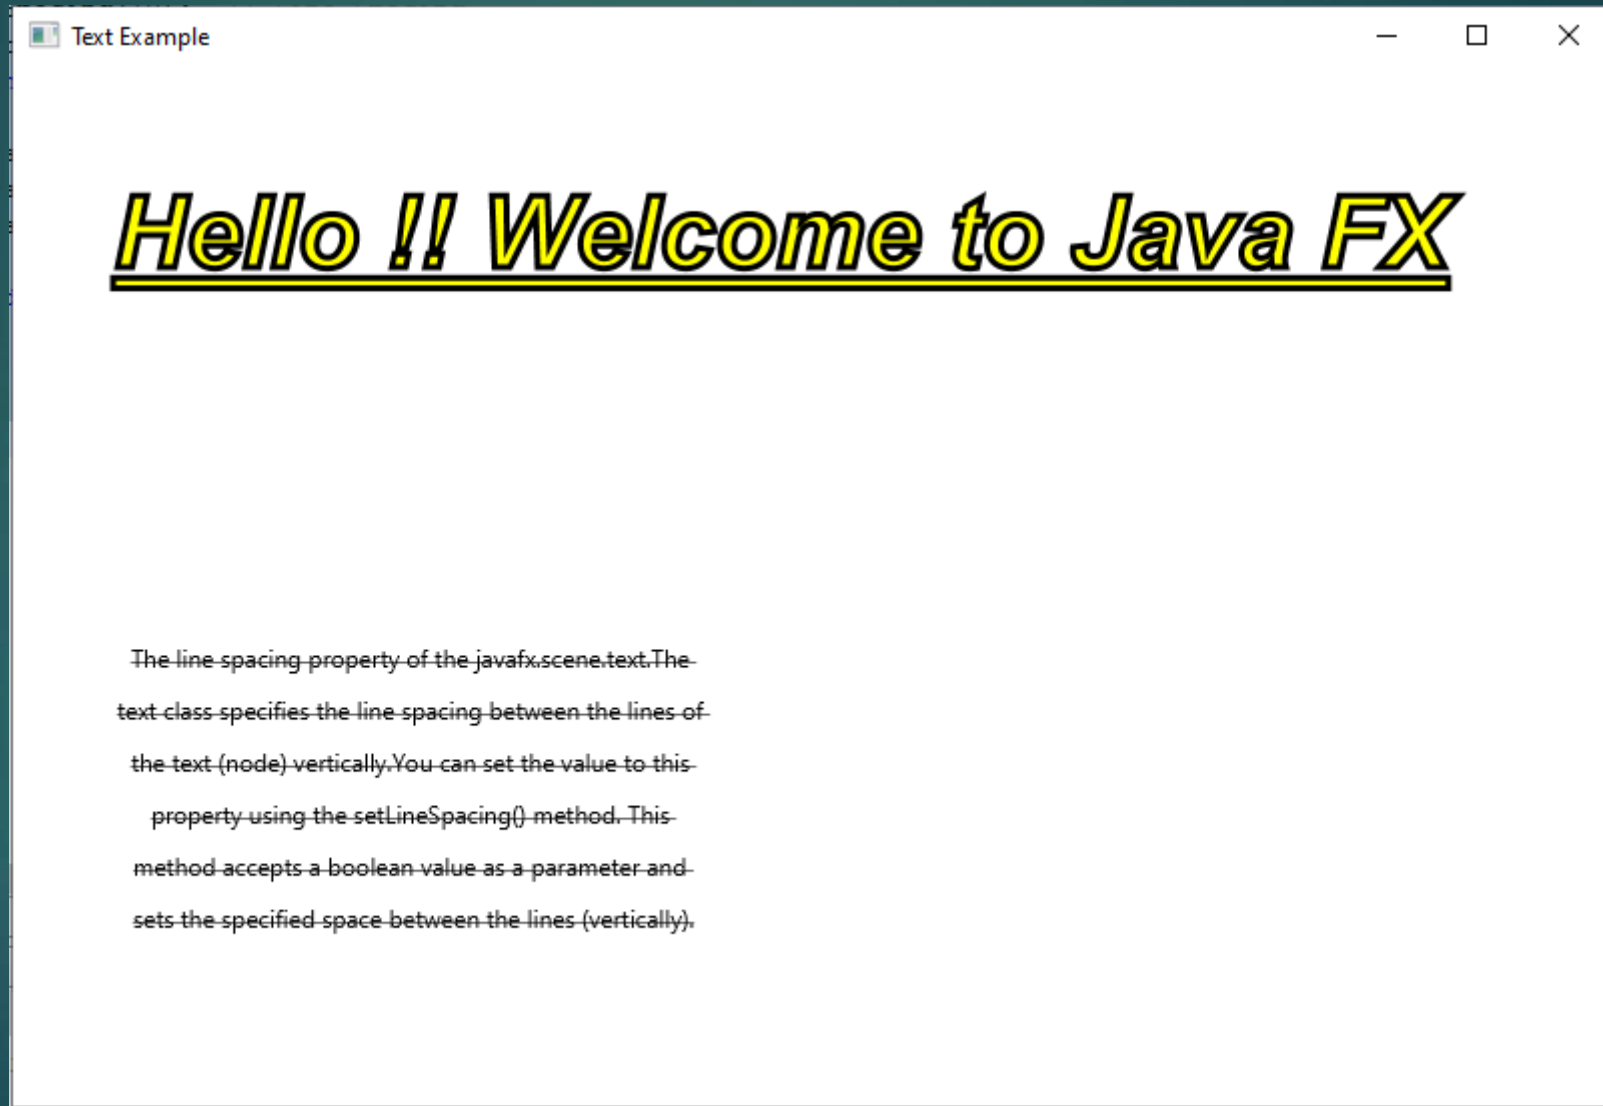 Text Example
Hello !! Welcome to Java FX
The line spacing property of the javafx.scene.text.The
text class specifies the line spacing between the lines of
the text (node) vertically.You can set the value to this
property using the setLineSpacing() method. This
method accepts a boolean value as a parameter and
sets the specified space between the lines (vertically).